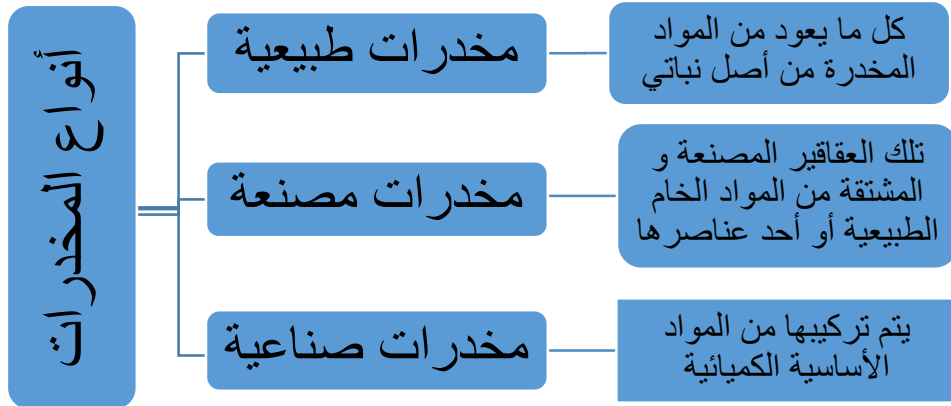 أنواع المخدرات
مخدرات طبيعية
كل ما يعود من المواد
المخدرة من أصل نباتي
مخدرات مصنعة
تلك العقاقير المصنعة و
المشتقة من المواد الخام
الطبيعية أو أحد عناصرها
مخدرات صناعية
يتم تركيبها من المواد
الأساسية الكميائية